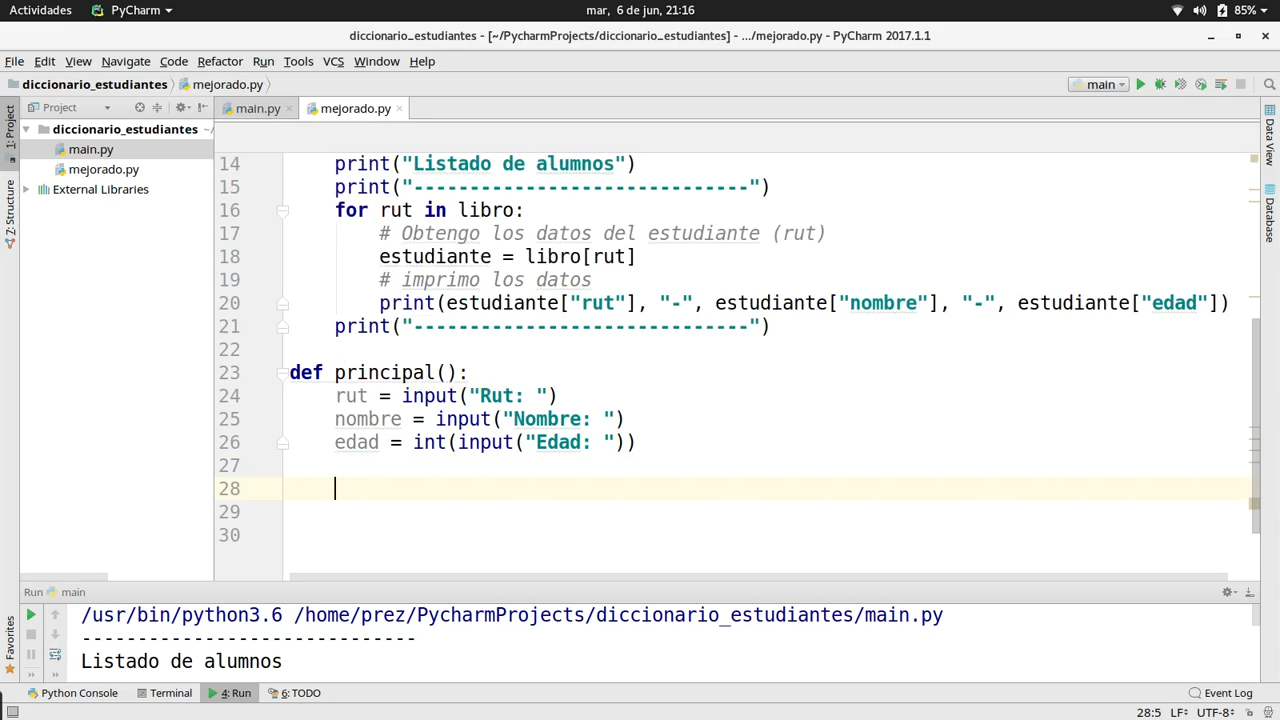 Actividades PyCharm mar, 6 de jun, 21:16 85%
diccionario_estudiantes - [~/PycharmProjects/diccionario_estudiantes] - .../mejorado.py - PyCharm 2017.1.1
File Edit View Navigate Code Refactor Run Tools VCS Window Help
diccionario_estudiantes mejorado.py main
1: Project
Z: Structure
Favorites
Project
diccionario_estudiantes ~/
main.py
mejorado.py
External Libraries
main.py mejorado.py
14 print("Listado de alumnos")
15 print("------------------------------")
16 for rut in libro:
17 # Obtengo los datos del estudiante (rut)
18 estudiante = libro[rut]
19 # imprimo los datos
20 print(estudiante["rut"], "-", estudiante["nombre"], "-", estudiante["edad"])
21 print("------------------------------")
22
23 def principal():
24 rut = input("Rut: ")
25 nombre = input("Nombre: ")
26 edad = int(input("Edad: "))
27
28
29
30
Data View
Database
Run main
/usr/bin/python3.6 /home/prez/PycharmProjects/diccionario_estudiantes/main.py
------------------------------
Listado de alumnos
Python Console Terminal 4: Run 6: TODO Event Log
28:5 LF UTF-8